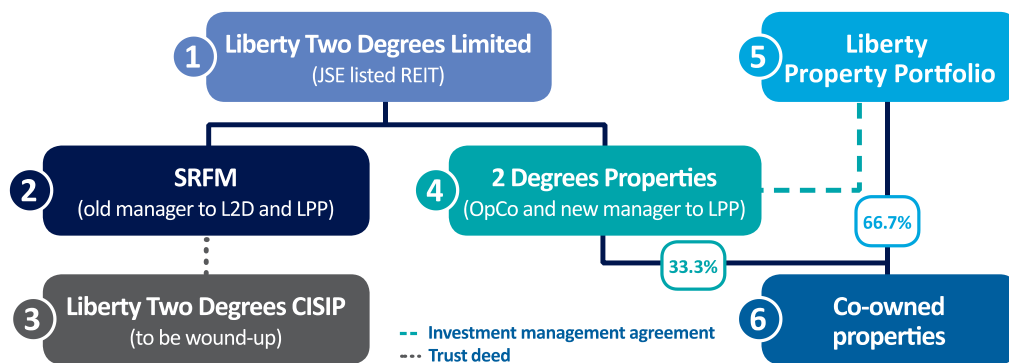 1
Liberty Two Degrees Limited
(JSE listed REIT)
5
Liberty
Property Portfolio
2
SRFM
(old manager to L2D and LPP)
4
2 Degrees Properties
(OpCo and new manager to LPP)
66.7%
33.3%
3
Liberty Two Degrees CISIP
(to be wound-up)
6
Co-owned
properties
Investment management agreement
Trust deed